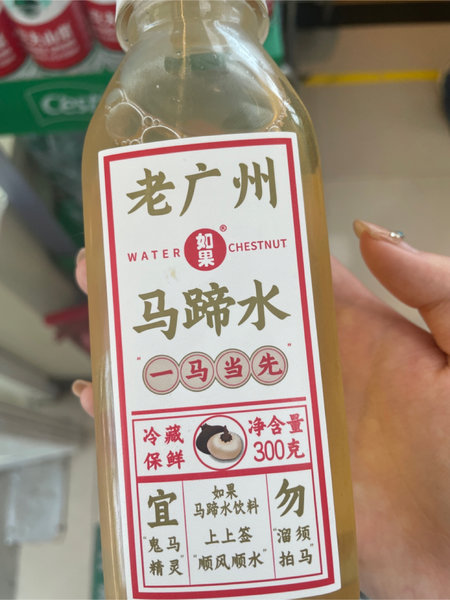 老广州
WATER 如果® CHESTNUT
马蹄水
"一马当先"
冷藏
保鲜
净含量
300克
宜
"鬼马
精灵"
如果
马蹄水饮料
上上签
"顺风顺水"
勿
"溜须
拍马"